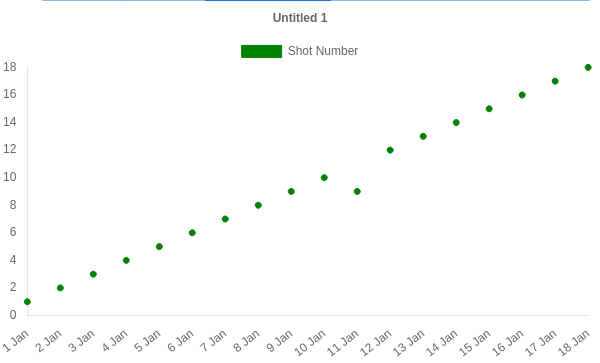 Untitled 1
Shot Number
18
16
14
12
10
8
6
4
2
0
1 Jan
2 Jan
3 Jan
4 Jan
5 Jan
6 Jan
7 Jan
8 Jan
9 Jan
10 Jan
11 Jan
12 Jan
13 Jan
14 Jan
15 Jan
16 Jan
17 Jan
18 Jan